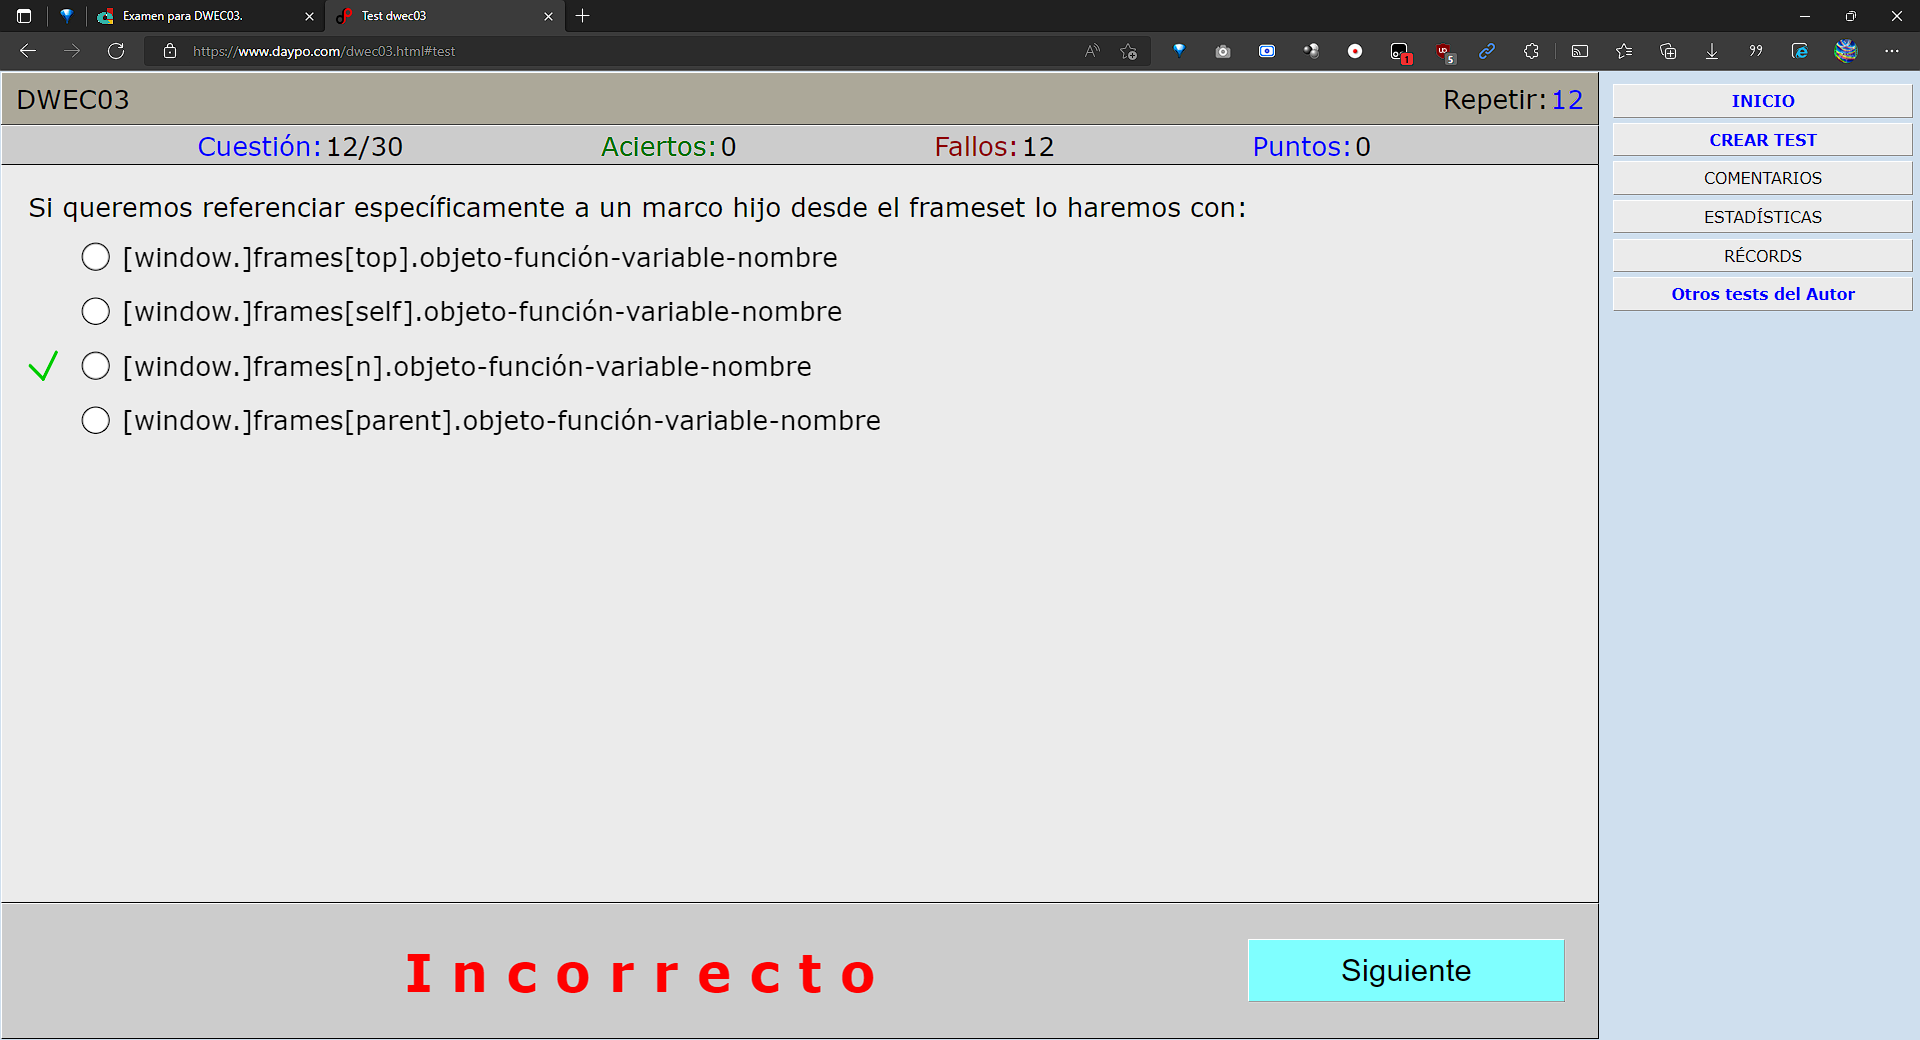 Examen para DWEC03.
Test dwec03
https://www.daypo.com/dwec03.html#test
1
5
DWEC03
Repetir: 12
Cuestión: 12/30 Aciertos: 0 Fallos: 12 Puntos: 0
Si queremos referenciar específicamente a un marco hijo desde el frameset lo haremos con:
[window.]frames[top].objeto-función-variable-nombre
[window.]frames[self].objeto-función-variable-nombre
[window.]frames[n].objeto-función-variable-nombre
[window.]frames[parent].objeto-función-variable-nombre
Incorrecto
Siguiente
INICIO
CREAR TEST
COMENTARIOS
ESTADÍSTICAS
RÉCORDS
Otros tests del Autor